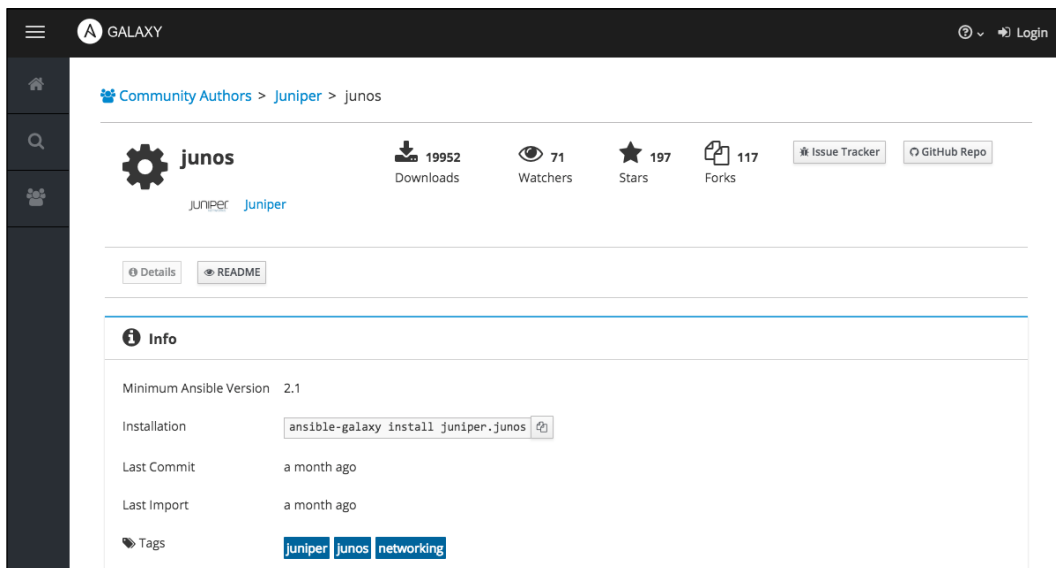 A GALAXY
Login
Community Authors > Juniper > junos
junos
19952
Downloads
71
Watchers
197
Stars
117
Forks
Issue Tracker
GitHub Repo
JUNIPER
Juniper
Details
README
Info
Minimum Ansible Version 2.1
Installation ansible-galaxy install juniper.junos
Last Commit a month ago
Last Import a month ago
Tags juniper junos networking